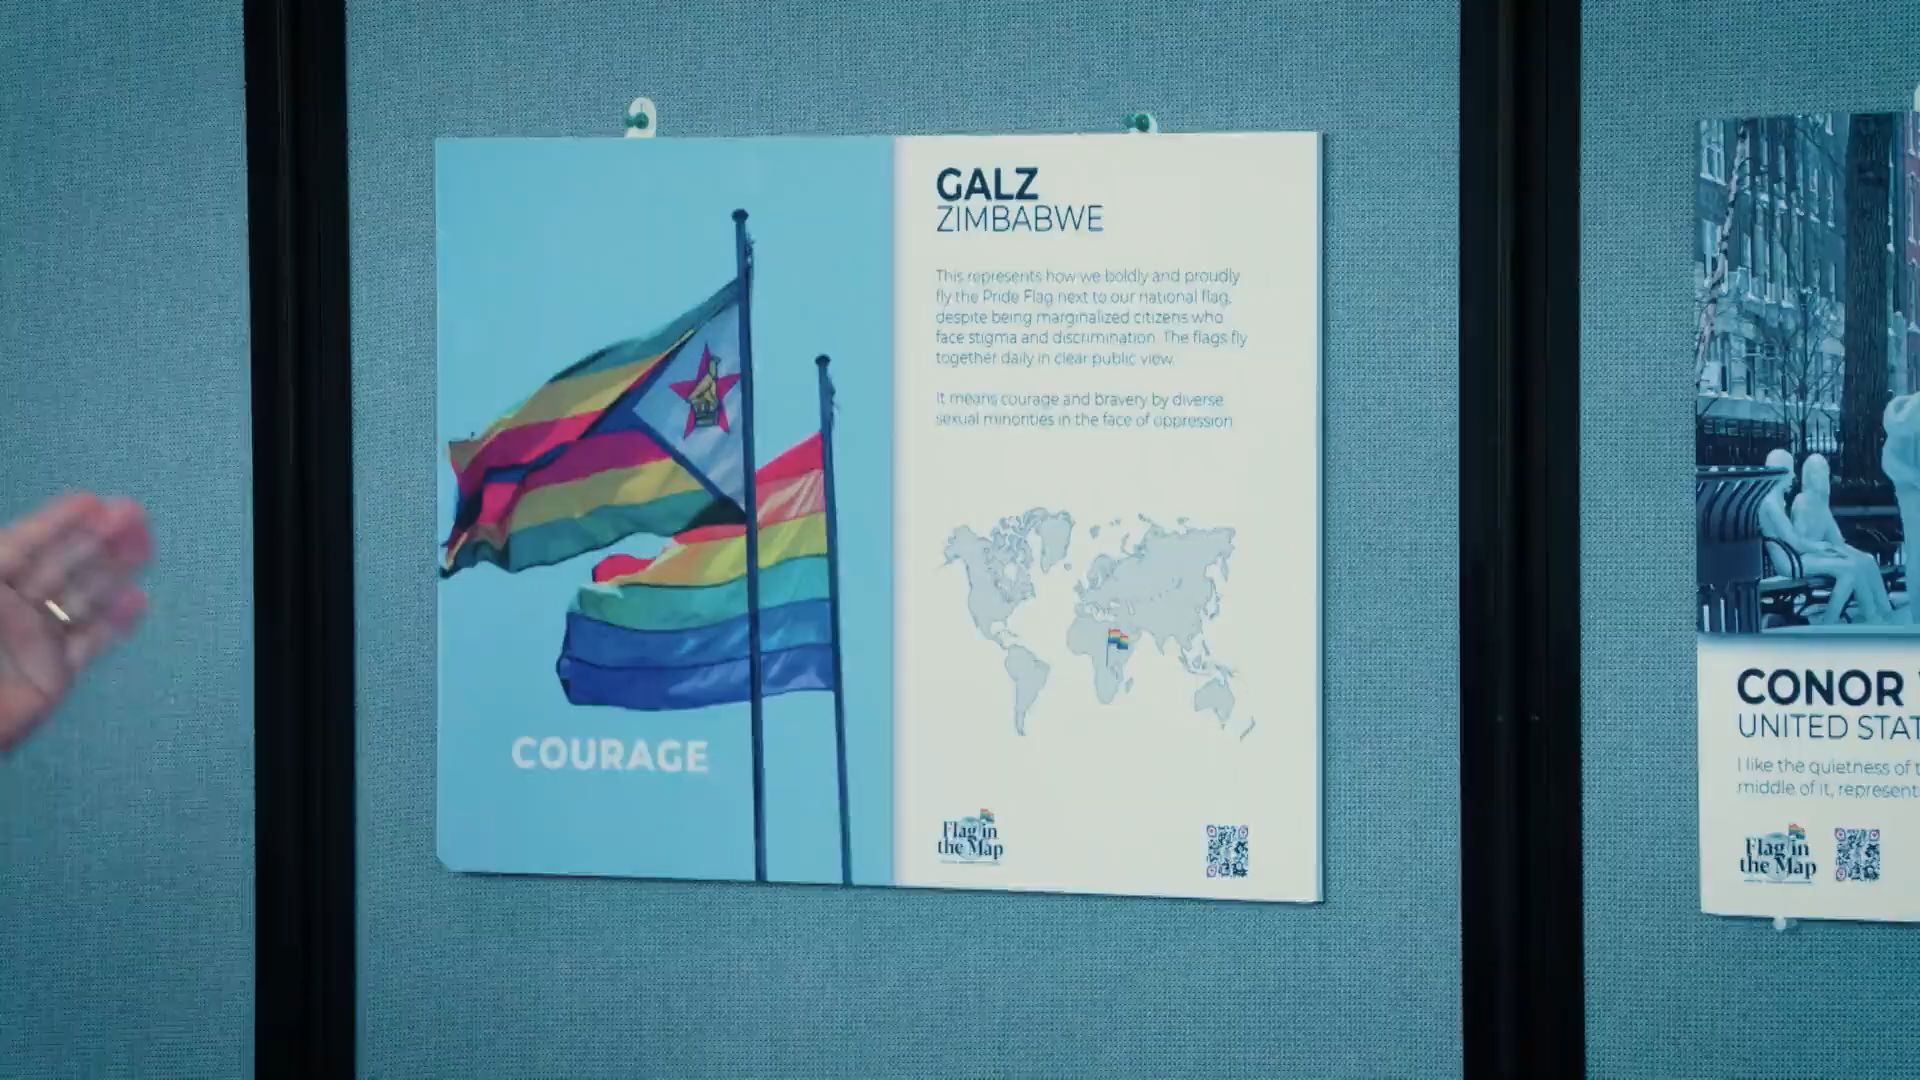 GALZ
ZIMBABWE
This represents how we boldly and proudly
fly the Pride Flag next to our national flag,
despite being marginalized citizens who
face stigma and discrimination. The flags fly
together daily in clear public view.
It means courage and bravery by diverse
sexual minorities in the face of oppression
COURAGE
Flag in
the Map
CONOR
UNITED STAT
I like the quietness of t
middle of it, represent
Flag in
the Map